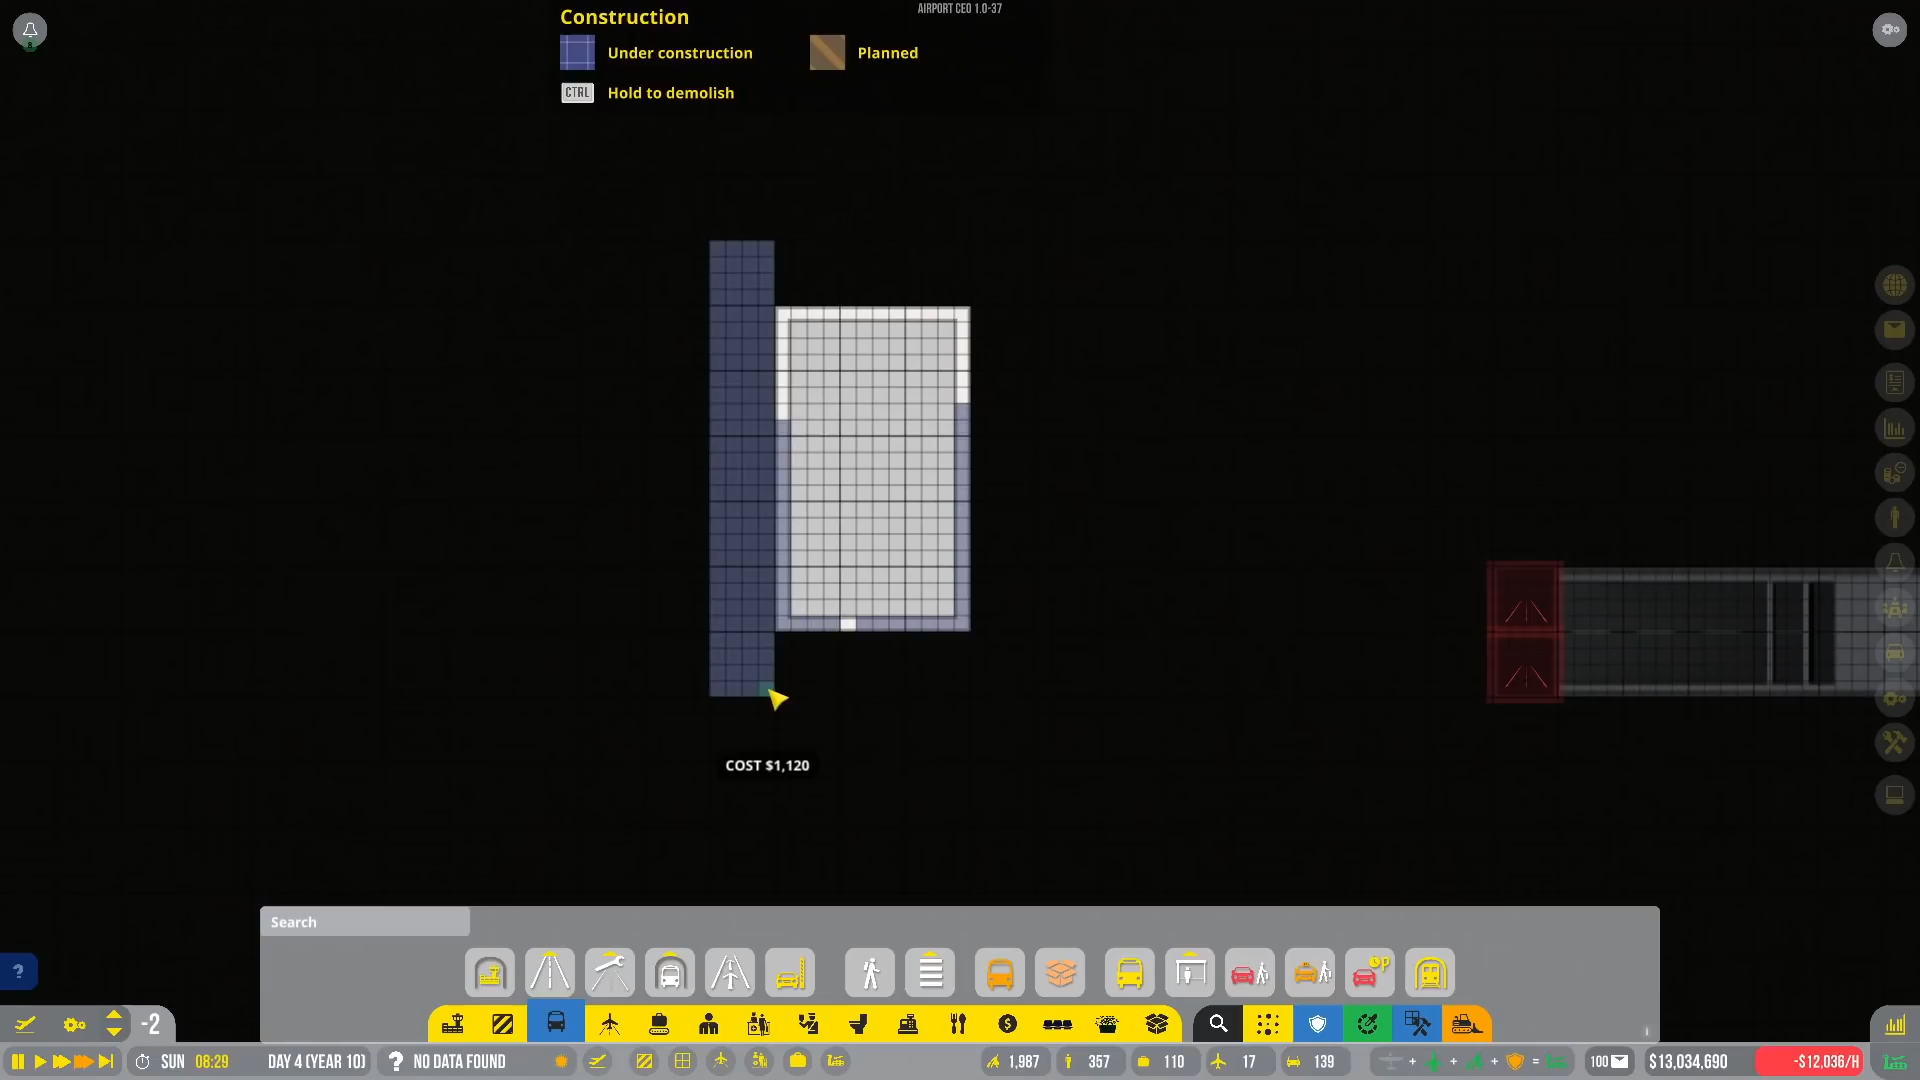 AIRPORT CEO 1.0-37
Construction
Under construction
Planned
CTRL
Hold to demolish
COST $1,120
Search
?
-2
SUN 08:29
DAY 4 (YEAR 10)
? NO DATA FOUND
1,987
357
110
17
139
+ + + =
100
$13,034,690
-$12,036/H